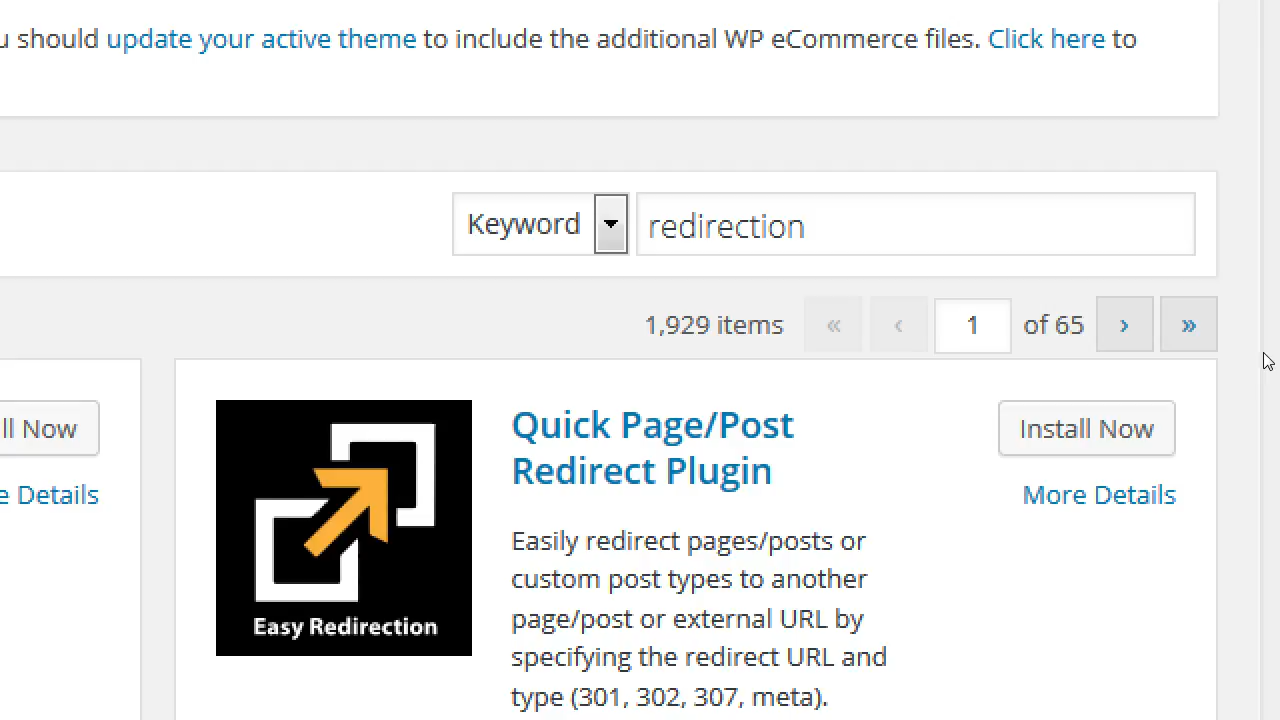 u should update your active theme to include the additional WP eCommerce files. Click here to
Keyword
redirection
1,929 items « ‹ 1 of 65 › »
ll Now
e Details
Easy Redirection
Quick Page/Post
Redirect Plugin
Install Now
More Details
Easily redirect pages/posts or
custom post types to another
page/post or external URL by
specifying the redirect URL and
type (301, 302, 307, meta).